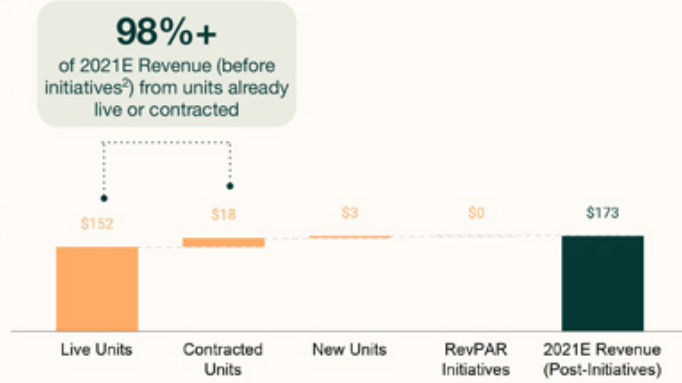 98%+
of 2021E Revenue (before
initiatives²) from units already
live or contracted
$152
$18
$3
$0
$173
Live Units
Contracted
Units
New Units
RevPAR
Initiatives
2021E Revenue
(Post-Initiatives)